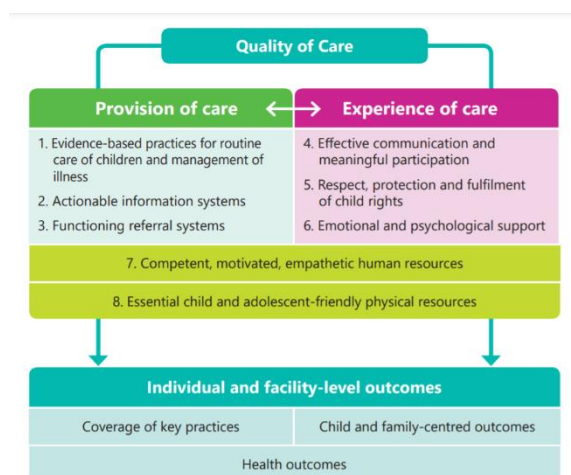 Quality of Care
Provision of care
Experience of care
1. Evidence-based practices for routine
care of children and management of
illness
2. Actionable information systems
3. Functioning referral systems
4. Effective communication and
meaningful participation
5. Respect, protection and fulfilment
of child rights
6. Emotional and psychological support
7. Competent, motivated, empathetic human resources
8. Essential child and adolescent-friendly physical resources
Individual and facility-level outcomes
Coverage of key practices
Child and family-centred outcomes
Health outcomes